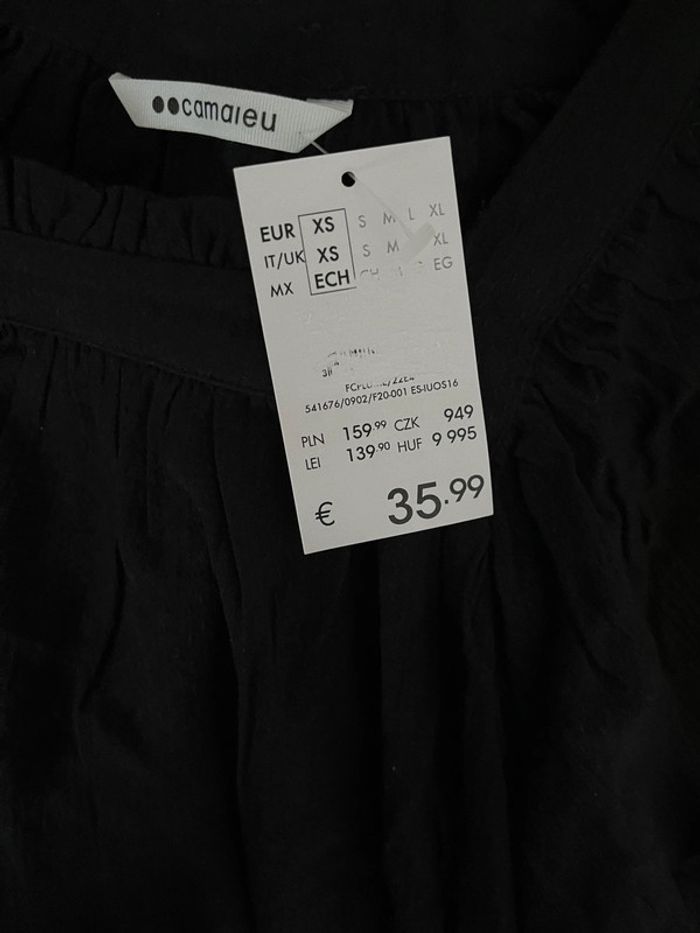 camaieu
EUR XS S M L XL
IT/UK XS S M XL
MX ECH EG
541676/0902/F20-001 ES-IUOS16
PLN 159.99 CZK 949
LEI 139.90 HUF 9 995
€ 35.99